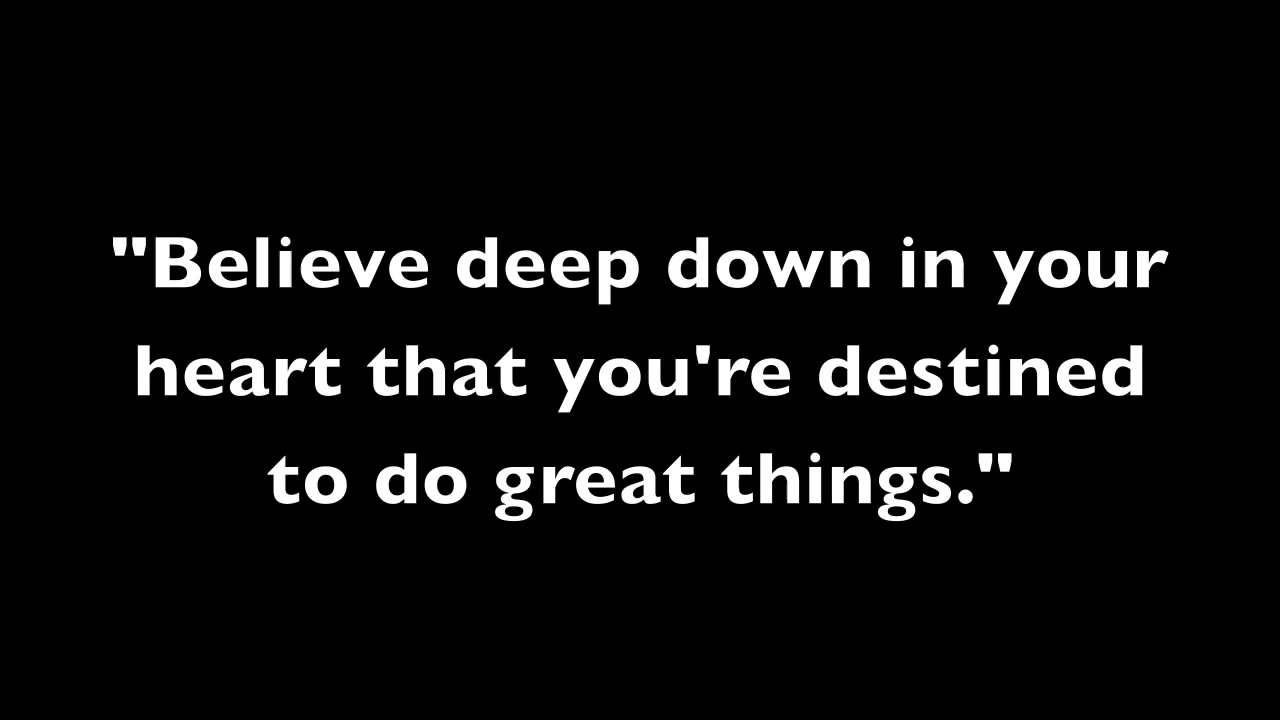 "Believe deep down in your
heart that you're destined
to do great things."